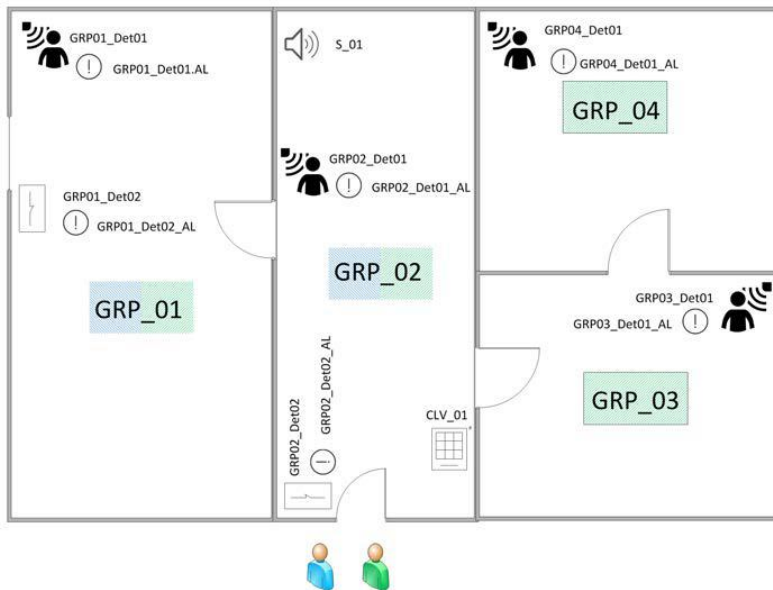 GRP01_Det01
GRP01_Det01.AL
S_01
GRP04_Det01
GRP04_Det01_AL
GRP_04
GRP02_Det01
GRP02_Det01_AL
GRP01_Det02
GRP01_Det02_AL
GRP_02
GRP_01
GRP03_Det01
GRP03_Det01_AL
GRP_03
GRP02_Det02
GRP02_Det02_AL
CLV_01